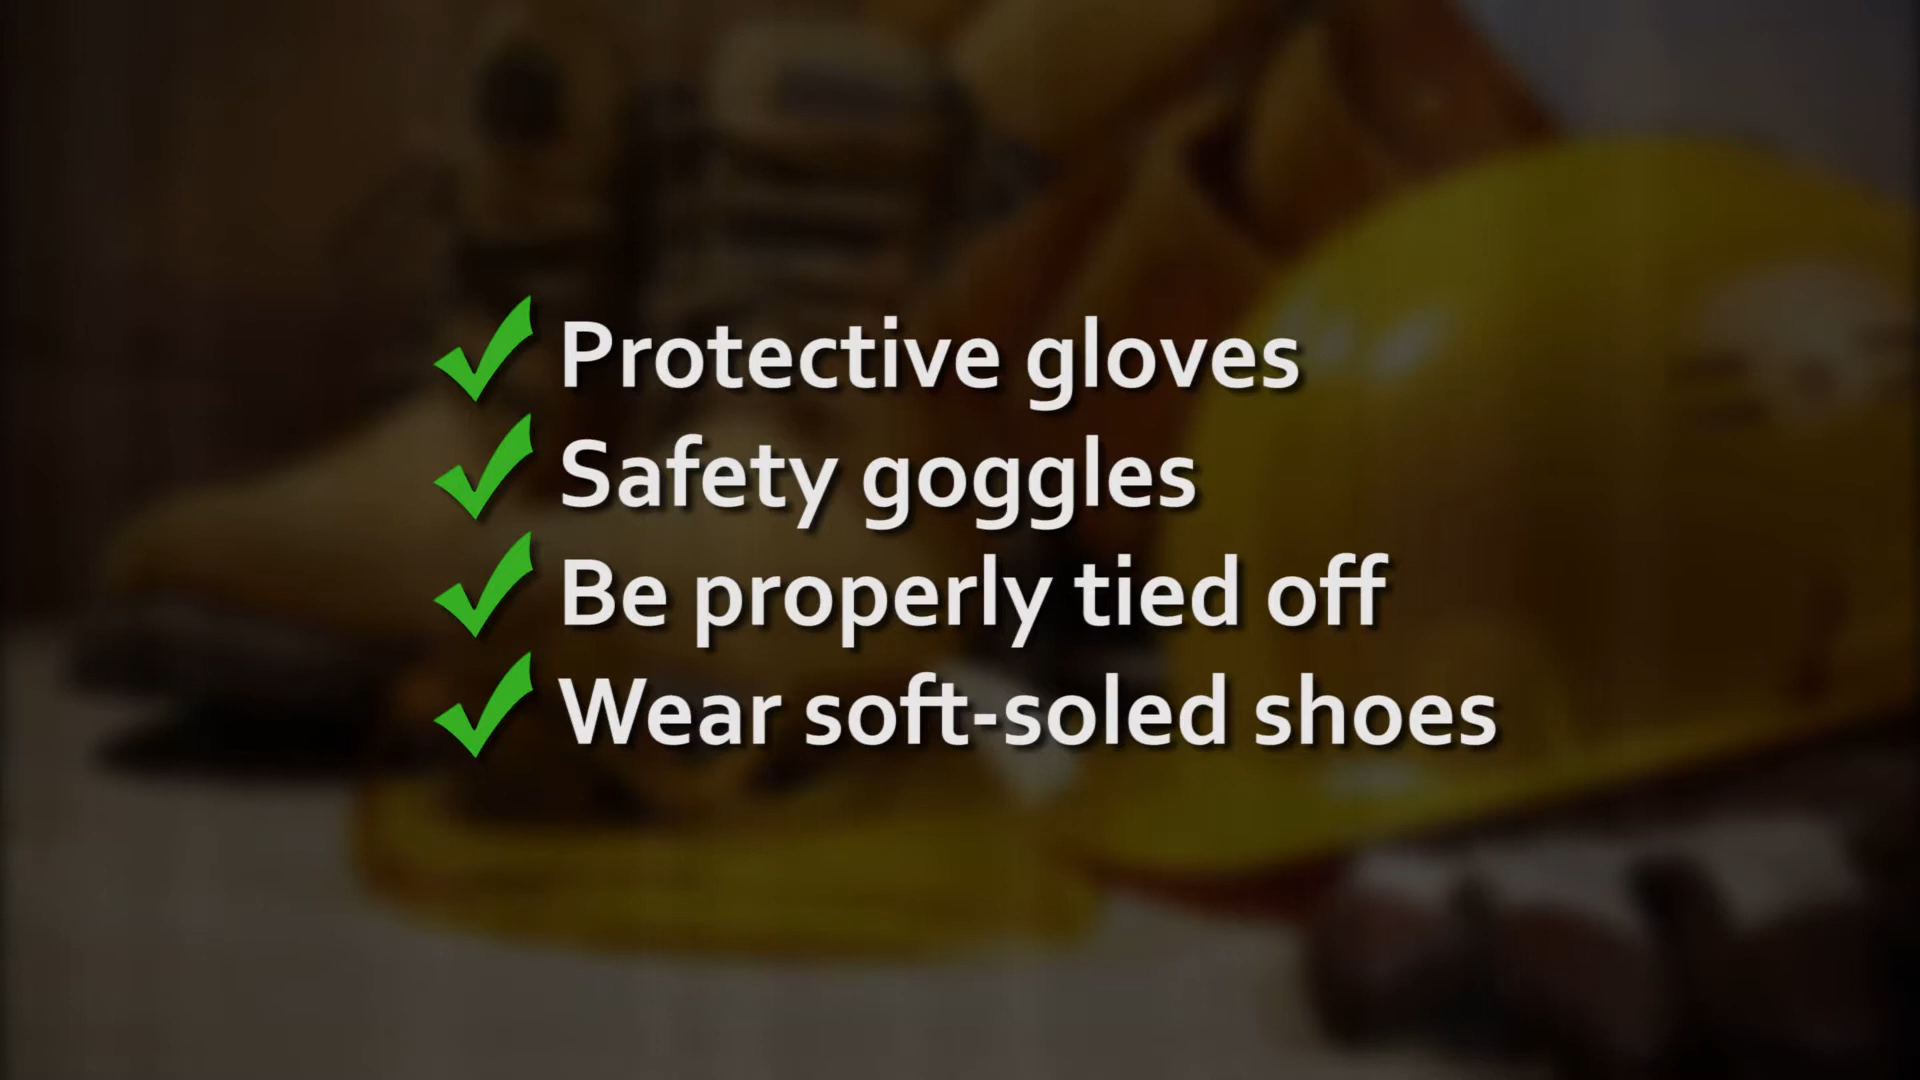 Protective gloves
Safety goggles
Be properly tied off
Wear soft-soled shoes